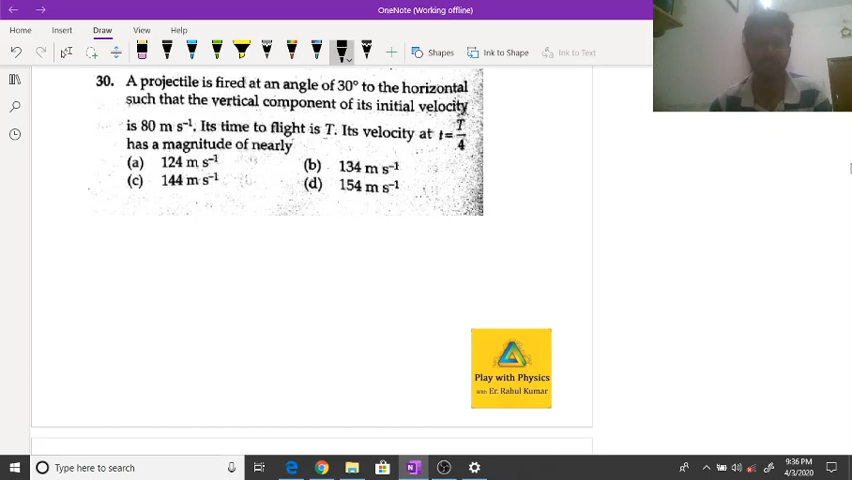 OneNote (Working offline)
Home Insert Draw History Review View Help
Shapes Ink to Shape Ink to Text
30. A projectile is fired at an angle of 30° to the horizontal
such that the vertical component of its initial velocity
is 80 m s⁻¹. Its time to flight is T. Its velocity at t = T/4
has a magnitude of nearly
(a) 124 m s⁻¹ (b) 134 m s⁻¹
(c) 144 m s⁻¹ (d) 154 m s⁻¹
Play with Physics
with Er. Rahul Kumar
Type here to search
9:36 PM
4/3/2020